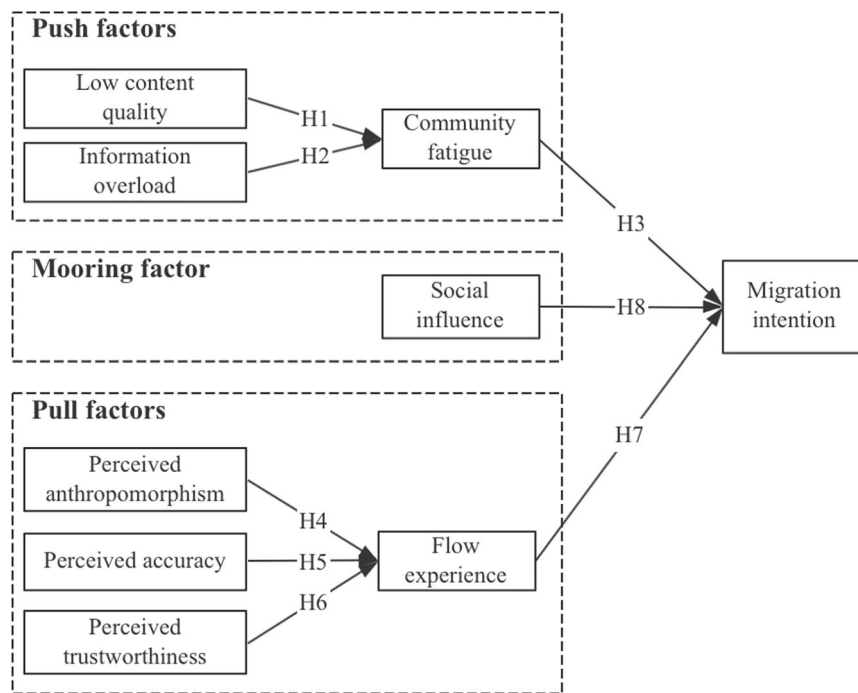 Push factors
Low content
quality
Information
overload
H1
H2
Community
fatigue
H3
Mooring factor
Social
influence
H8
Migration
intention
Pull factors
Perceived
anthropomorphism
Perceived accuracy
Perceived
trustworthiness
H4
H5
H6
Flow
experience
H7